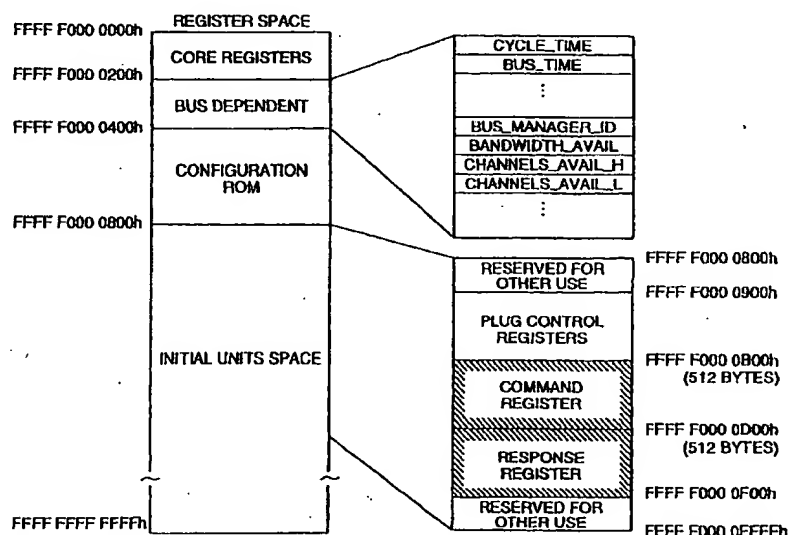 REGISTER SPACE
FFFF F000 0000h
CORE REGISTERS
FFFF F000 0200h
BUS DEPENDENT
FFFF F000 0400h
CONFIGURATION
ROM
FFFF F000 0800h
INITIAL UNITS SPACE
FFFF FFFF FFFFh
CYCLE_TIME
BUS_TIME
⋮
BUS_MANAGER_ID
BANDWIDTH_AVAIL
CHANNELS_AVAIL_H
CHANNELS_AVAIL_L
⋮
RESERVED FOR
OTHER USE
PLUG CONTROL
REGISTERS
COMMAND
REGISTER
RESPONSE
REGISTER
RESERVED FOR
OTHER USE
FFFF F000 0800h
FFFF F000 0900h
FFFF F000 0B00h
(512 BYTES)
FFFF F000 0D00h
(512 BYTES)
FFFF F000 0F00h
FFFF F000 0FFFFh